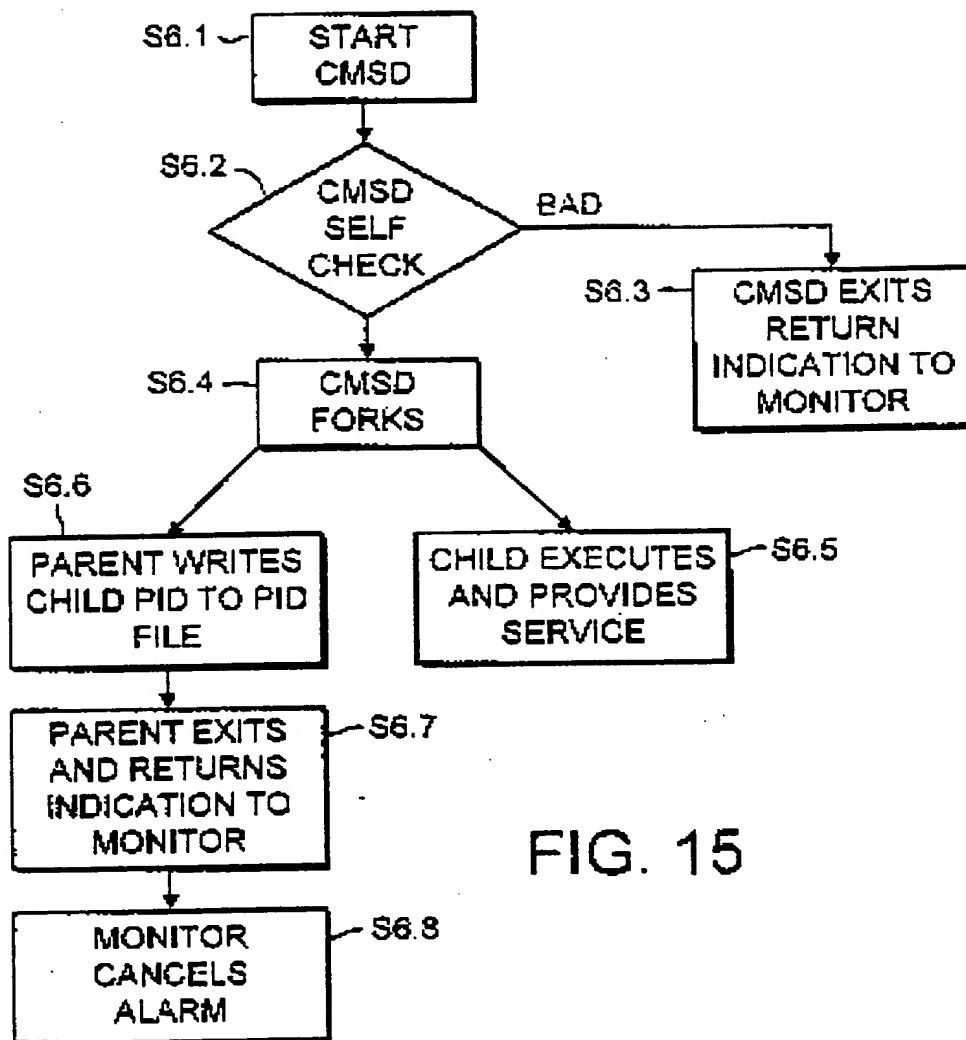 S6.1
START
CMSD
S6.2
CMSD
SELF
CHECK
BAD
S6.3
CMSD EXITS
RETURN
INDICATION TO
MONITOR
S6.4
CMSD
FORKS
S6.6
PARENT WRITES
CHILD PID TO PID
FILE
CHILD EXECUTES
AND PROVIDES
SERVICE
S6.5
PARENT EXITS
AND RETURNS
INDICATION TO
MONITOR
S6.7
FIG. 15
MONITOR
CANCELS
ALARM
S6.8